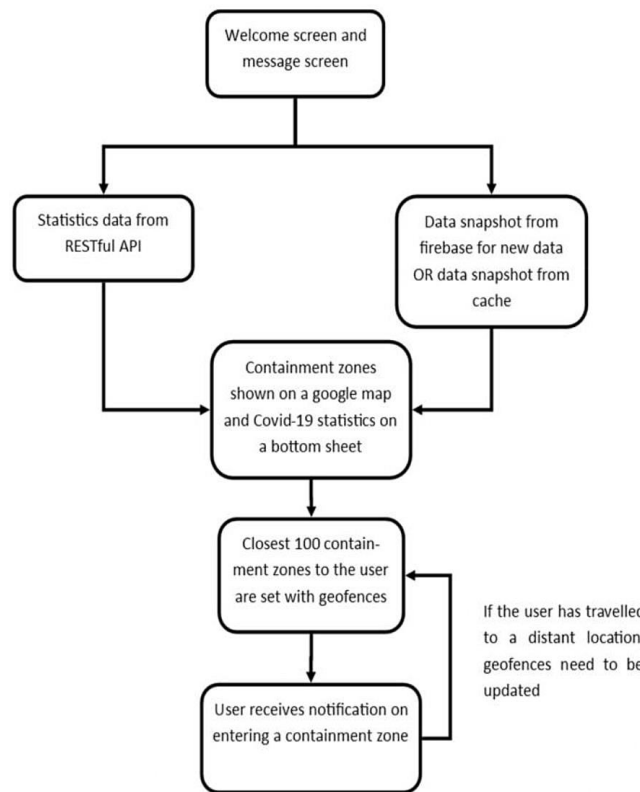 Welcome screen and
message screen
Statistics data from
RESTful API
Data snapshot from
firebase for new data
OR data snapshot from
cache
Containment zones
shown on a google map
and Covid-19 statistics on
a bottom sheet
Closest 100 contain-
ment zones to the user
are set with geofences
If the user has travelled
to a distant location
geofences need to be
updated
User receives notification on
entering a containment zone